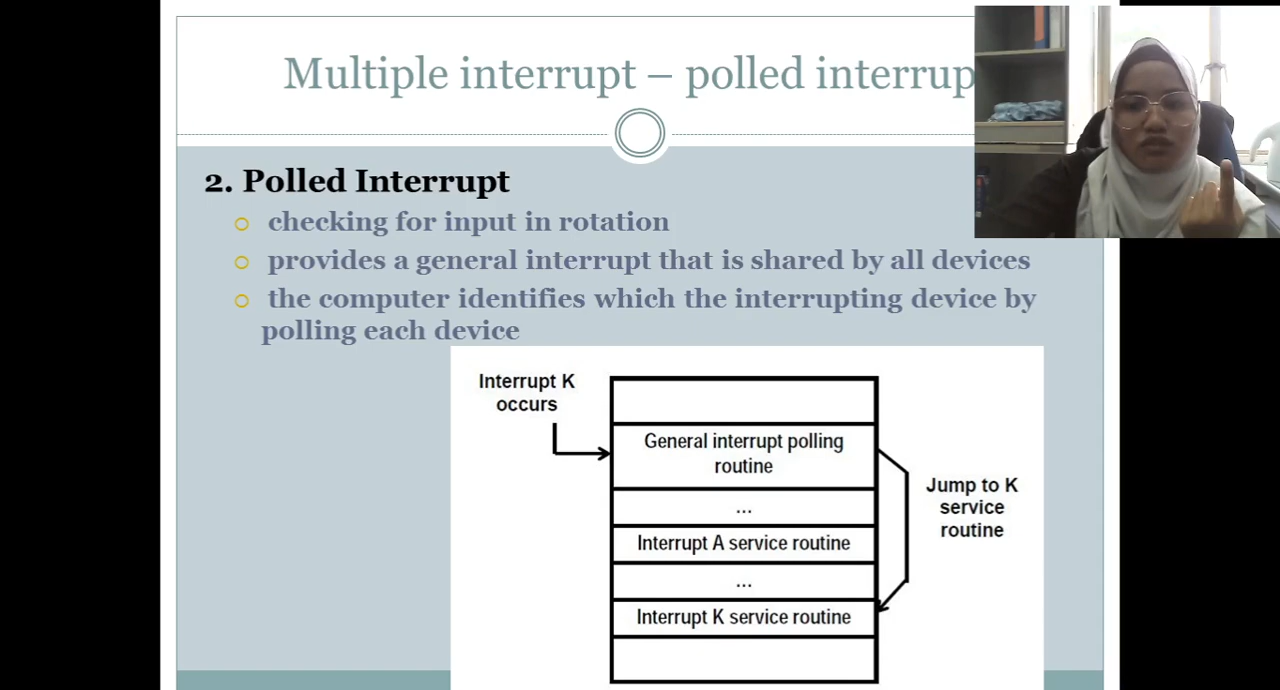 Multiple interrupt – polled interrup
2. Polled Interrupt
checking for input in rotation
provides a general interrupt that is shared by all devices
the computer identifies which the interrupting device by
polling each device
Interrupt K
occurs
General interrupt polling
routine
...
Interrupt A service routine
...
Interrupt K service routine
Jump to K
service
routine